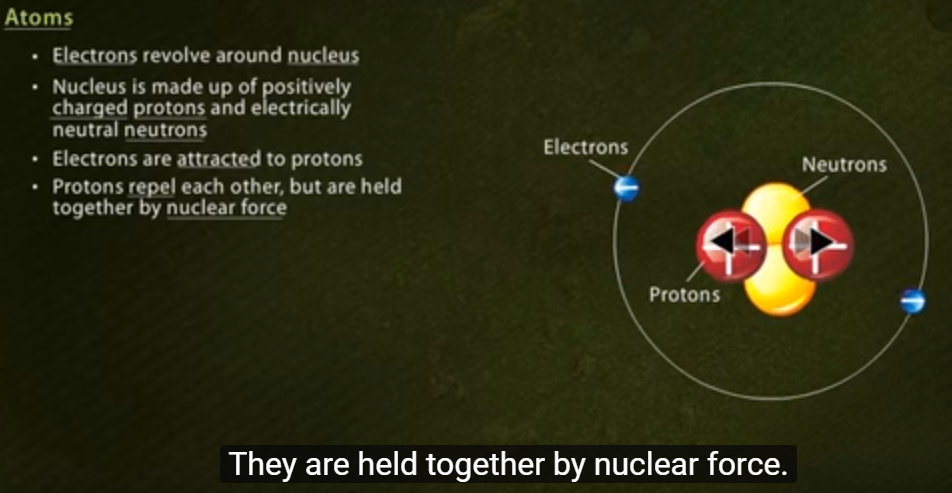 Atoms
• Electrons revolve around nucleus
• Nucleus is made up of positively
charged protons and electrically
neutral neutrons
• Electrons are attracted to protons
• Protons repel each other, but are held
together by nuclear force
Electrons
Neutrons
Protons
They are held together by nuclear force.